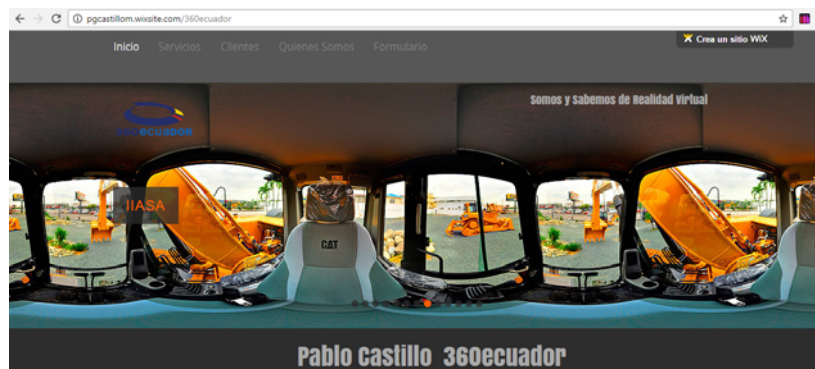 pgcastillom.wixsite.com/360ecuador
Inicio Servicios Clientes Quienes Somos Formulario
Crea un sitio WiX
Somos y Sabemos de Realidad Virtual
360ECUADOR
IIASA
CAT
Pablo Castillo 360ecuador